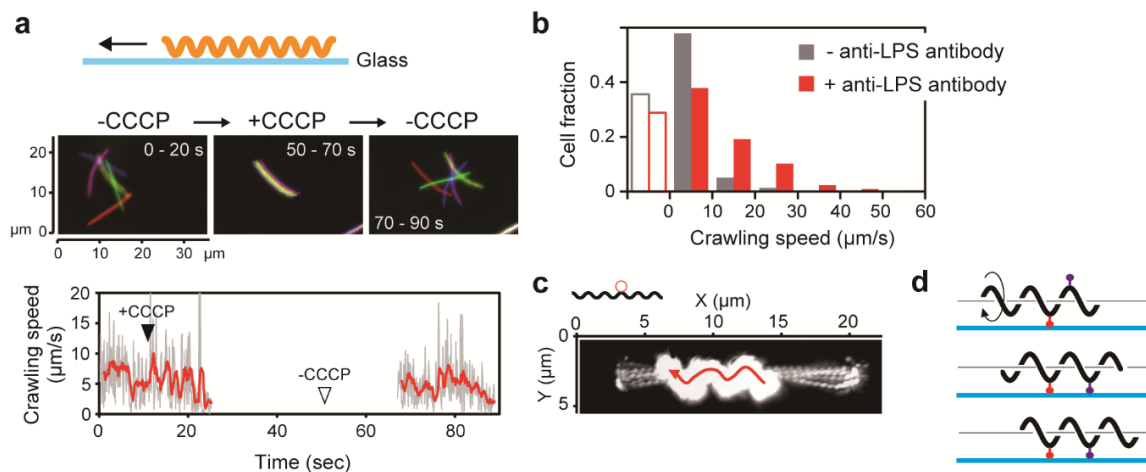 a
Glass
-CCCP
+CCCP
-CCCP
20
10
µm 0
0 - 20 s
50 - 70 s
70 - 90 s
0 10 20 30 µm
Crawling speed
(µm/s)
20
15
10
5
0
+CCCP
-CCCP
0 20 40 60 80
Time (sec)
b
Cell fraction
0.4
0.2
0
- anti-LPS antibody
+ anti-LPS antibody
0 10 20 30 40 50 60
Crawling speed (µm/s)
c
X (µm)
0 5 10 15 20
Y (µm)
0
5
d